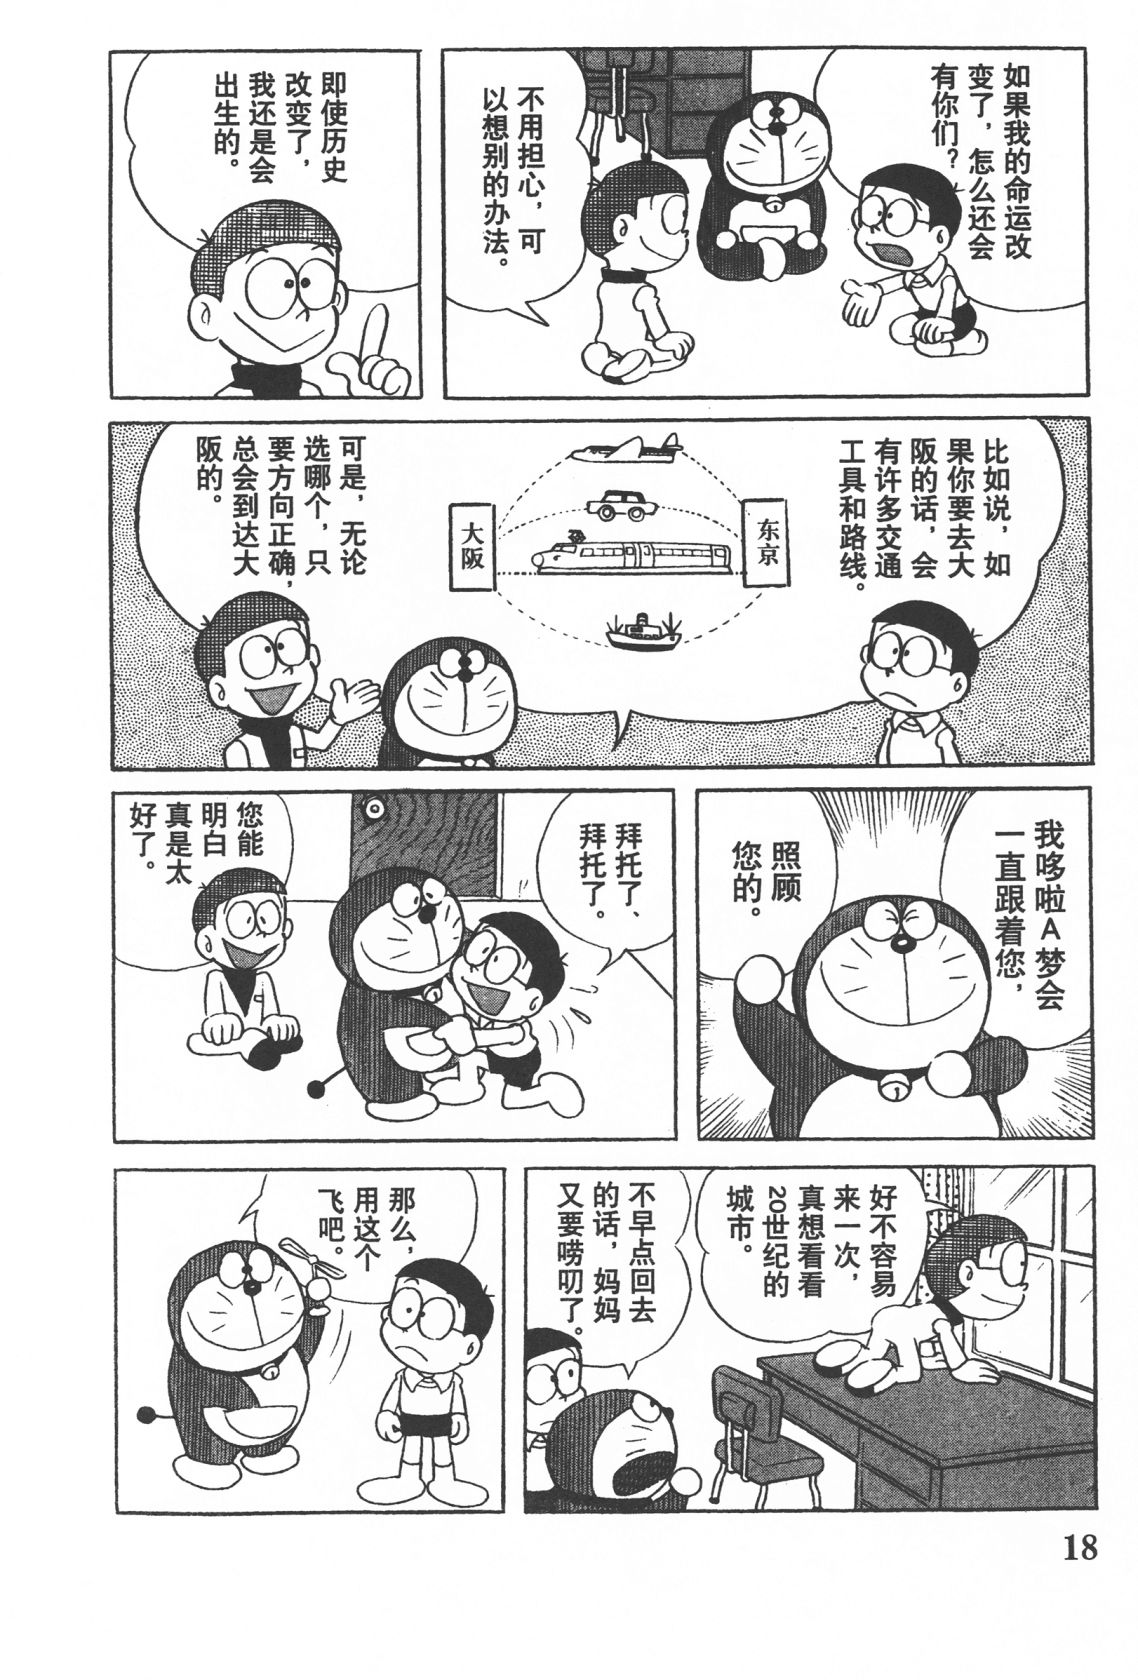 如果我的命运改
变了，怎么还会
有你们？
不用担心，可
以想别的办法。
即使历史
改变了，
我还是会
出生的。
比如说，如
果你要去大
阪的话，会
有许多交通
工具和路线。
东京
大阪
可是，无论
选哪个，只
要方向正确，
总会到达大
阪的。
我哆啦A梦会
一直跟着您，
照顾
您的。
拜托了、
拜托了。
您能
明白
真是太
好了。
好不容易
来一次，
真想看看
20世纪的
城市。
不早点回去
的话，妈妈
又要唠叨了。
那么，
用这个
飞吧。
18